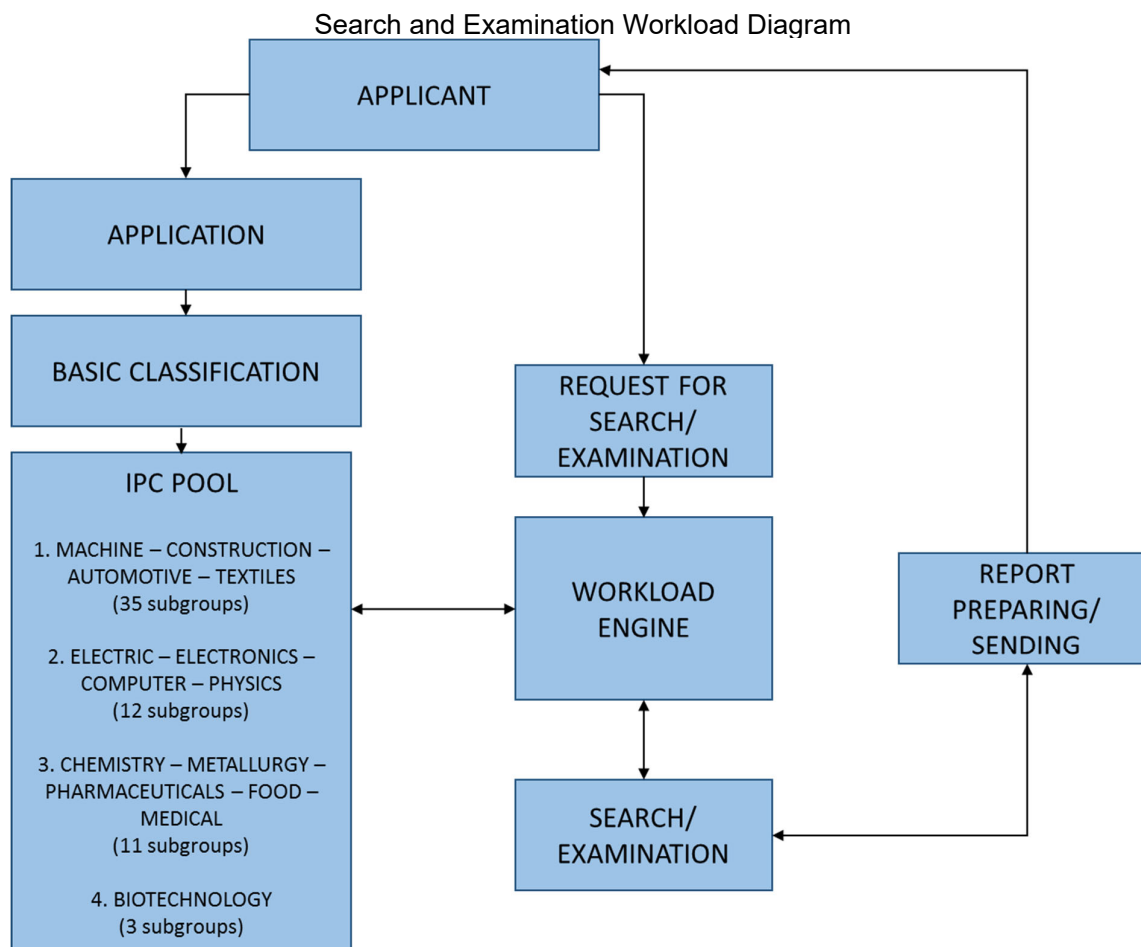 Search and Examination Workload Diagram
APPLICANT
APPLICATION
BASIC CLASSIFICATION
IPC POOL
1. MACHINE – CONSTRUCTION –
AUTOMOTIVE – TEXTILES
(35 subgroups)
2. ELECTRIC – ELECTRONICS –
COMPUTER – PHYSICS
(12 subgroups)
3. CHEMISTRY – METALLURGY –
PHARMACEUTICALS – FOOD –
MEDICAL
(11 subgroups)
4. BIOTECHNOLOGY
(3 subgroups)
REQUEST FOR
SEARCH/
EXAMINATION
WORKLOAD
ENGINE
SEARCH/
EXAMINATION
REPORT
PREPARING/
SENDING